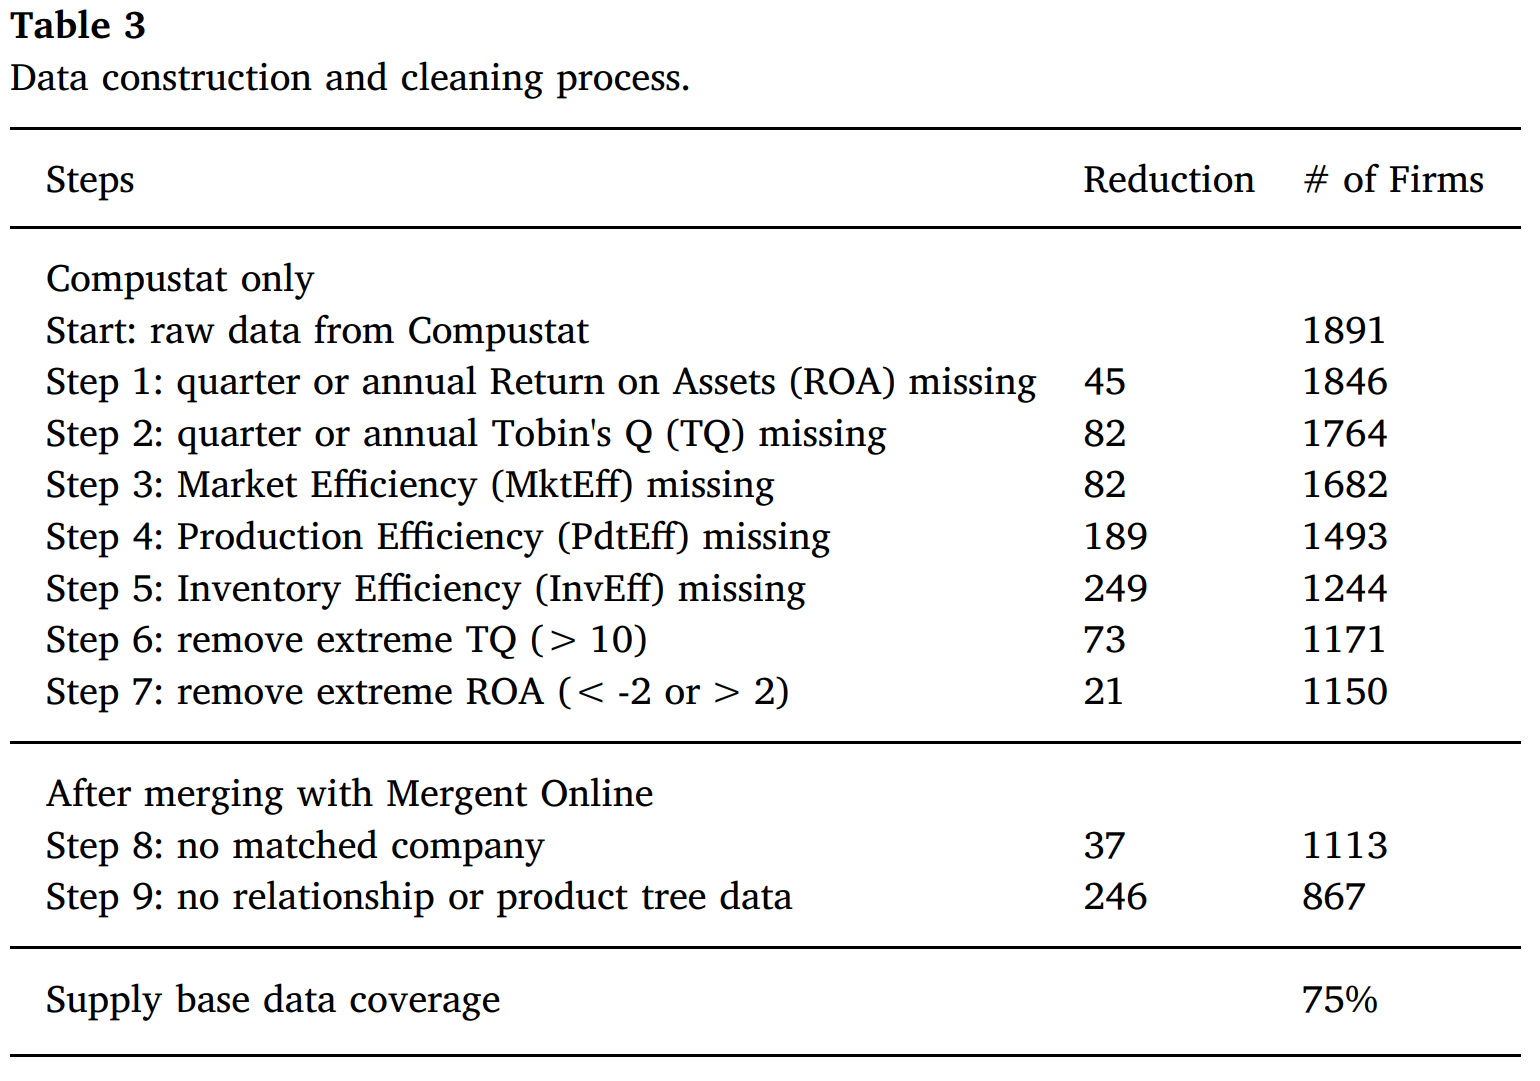 Table 3
Data construction and cleaning process.
Steps Reduction # of Firms
Compustat only
Start: raw data from Compustat 1891
Step 1: quarter or annual Return on Assets (ROA) missing 45 1846
Step 2: quarter or annual Tobin's Q (TQ) missing 82 1764
Step 3: Market Efficiency (MktEff) missing 82 1682
Step 4: Production Efficiency (PdtEff) missing 189 1493
Step 5: Inventory Efficiency (InvEff) missing 249 1244
Step 6: remove extreme TQ (> 10) 73 1171
Step 7: remove extreme ROA (< -2 or > 2) 21 1150
After merging with Mergent Online
Step 8: no matched company 37 1113
Step 9: no relationship or product tree data 246 867
Supply base data coverage 75%